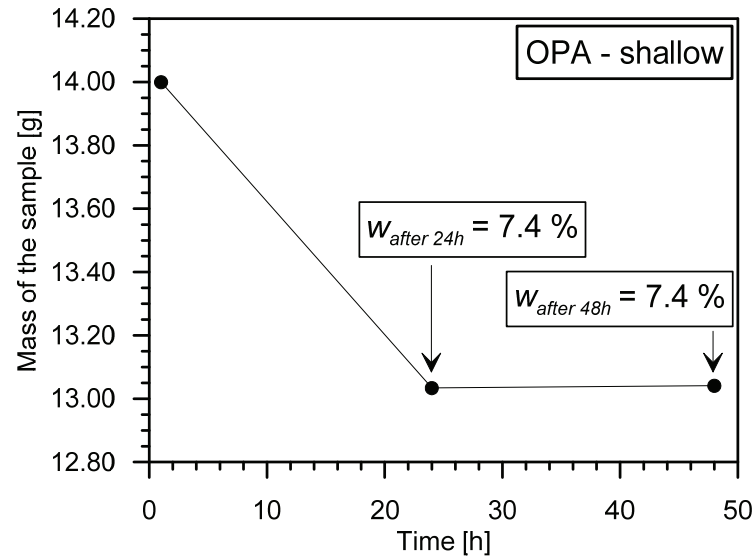 14.20
14.00
13.80
13.60
13.40
13.20
13.00
12.80
Mass of the sample [g]
OPA - shallow
w after 24h = 7.4 %
w after 48h = 7.4 %
0 10 20 30 40 50
Time [h]